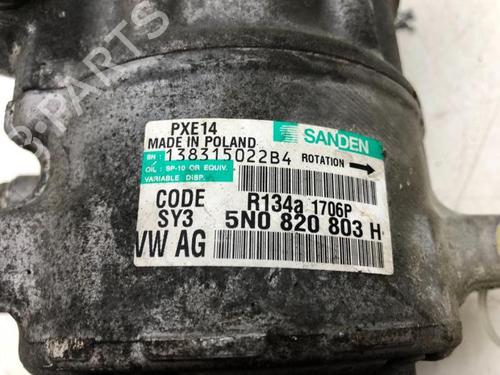 PXE14
SANDEN
MADE IN POLAND
BN: 138315022B4 ROTATION
OIL: SP-10 OR EQUIV.
VARIABLE DISP.
CODE R134a 1706P
SY3 5N0 820 803 H
VW AG
PARTS